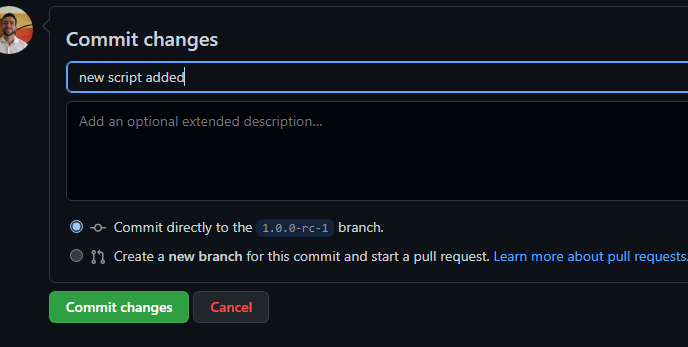 Commit changes
new script added
Add an optional extended description...
Commit directly to the 1.0.0-rc-1 branch.
Create a new branch for this commit and start a pull request. Learn more about pull requests.
Commit changes Cancel